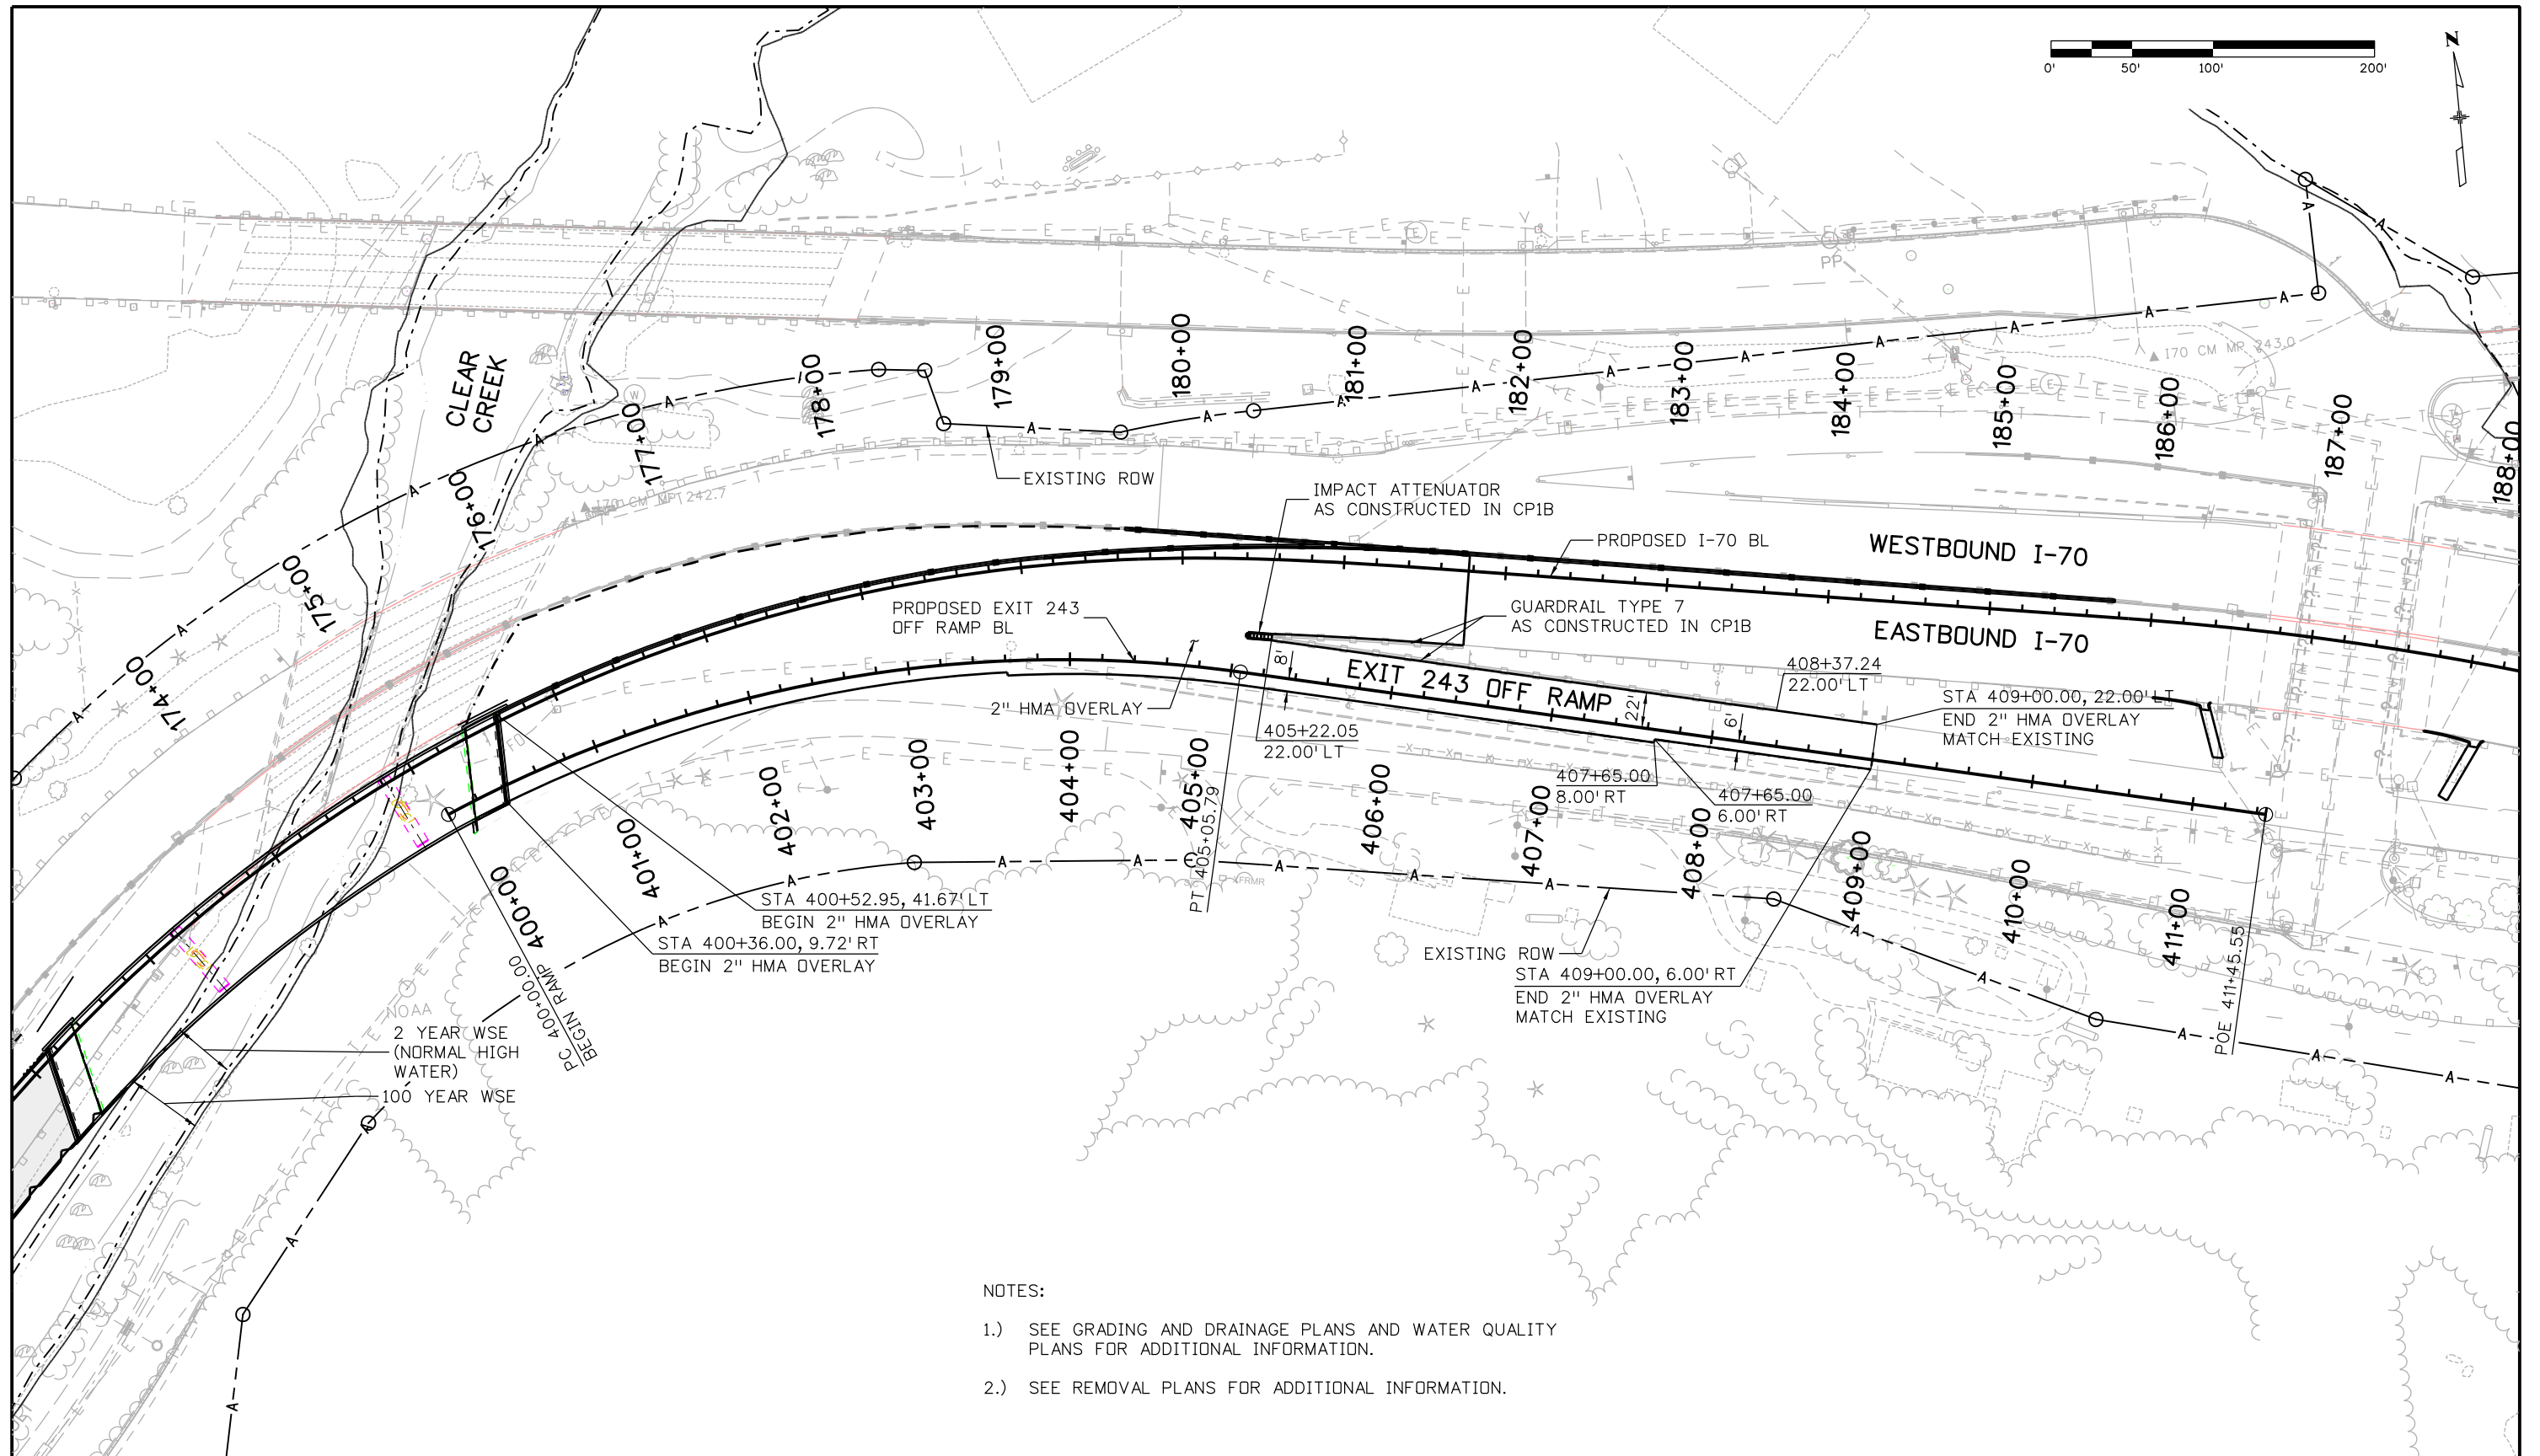 N
0'
50'
100'
200'
CLEAR
CREEK
174+00
175+00
176+00
177+00
178+00
179+00
180+00
181+00
182+00
183+00
184+00
185+00
186+00
187+00
188+00
PP
I70 CM MP 243.0
I70 CM MP 242.7
W
EXISTING ROW
IMPACT ATTENUATOR
AS CONSTRUCTED IN CP1B
PROPOSED I-70 BL
WESTBOUND I-70
PROPOSED EXIT 243
OFF RAMP BL
GUARDRAIL TYPE 7
AS CONSTRUCTED IN CP1B
EASTBOUND I-70
EXIT 243 OFF RAMP
8'
22'
6'
408+37.24
22.00' LT
STA 409+00.00, 22.00' LT
END 2" HMA OVERLAY
MATCH EXISTING
2" HMA OVERLAY
405+22.05
22.00' LT
407+65.00
8.00' RT
407+65.00
6.00' RT
400+00
401+00
402+00
403+00
404+00
405+00
406+00
407+00
408+00
409+00
410+00
411+00
PT 405+05.79
XFRMR
STA 400+52.95, 41.67' LT
BEGIN 2" HMA OVERLAY
STA 400+36.00, 9.72' RT
BEGIN 2" HMA OVERLAY
PC 400+00.00
BEGIN RAMP
EXISTING ROW
STA 409+00.00, 6.00' RT
END 2" HMA OVERLAY
MATCH EXISTING
POE 411+45.55
NOAA
2 YEAR WSE
(NORMAL HIGH
WATER)
100 YEAR WSE
NOTES:
1.) SEE GRADING AND DRAINAGE PLANS AND WATER QUALITY
PLANS FOR ADDITIONAL INFORMATION.
2.) SEE REMOVAL PLANS FOR ADDITIONAL INFORMATION.